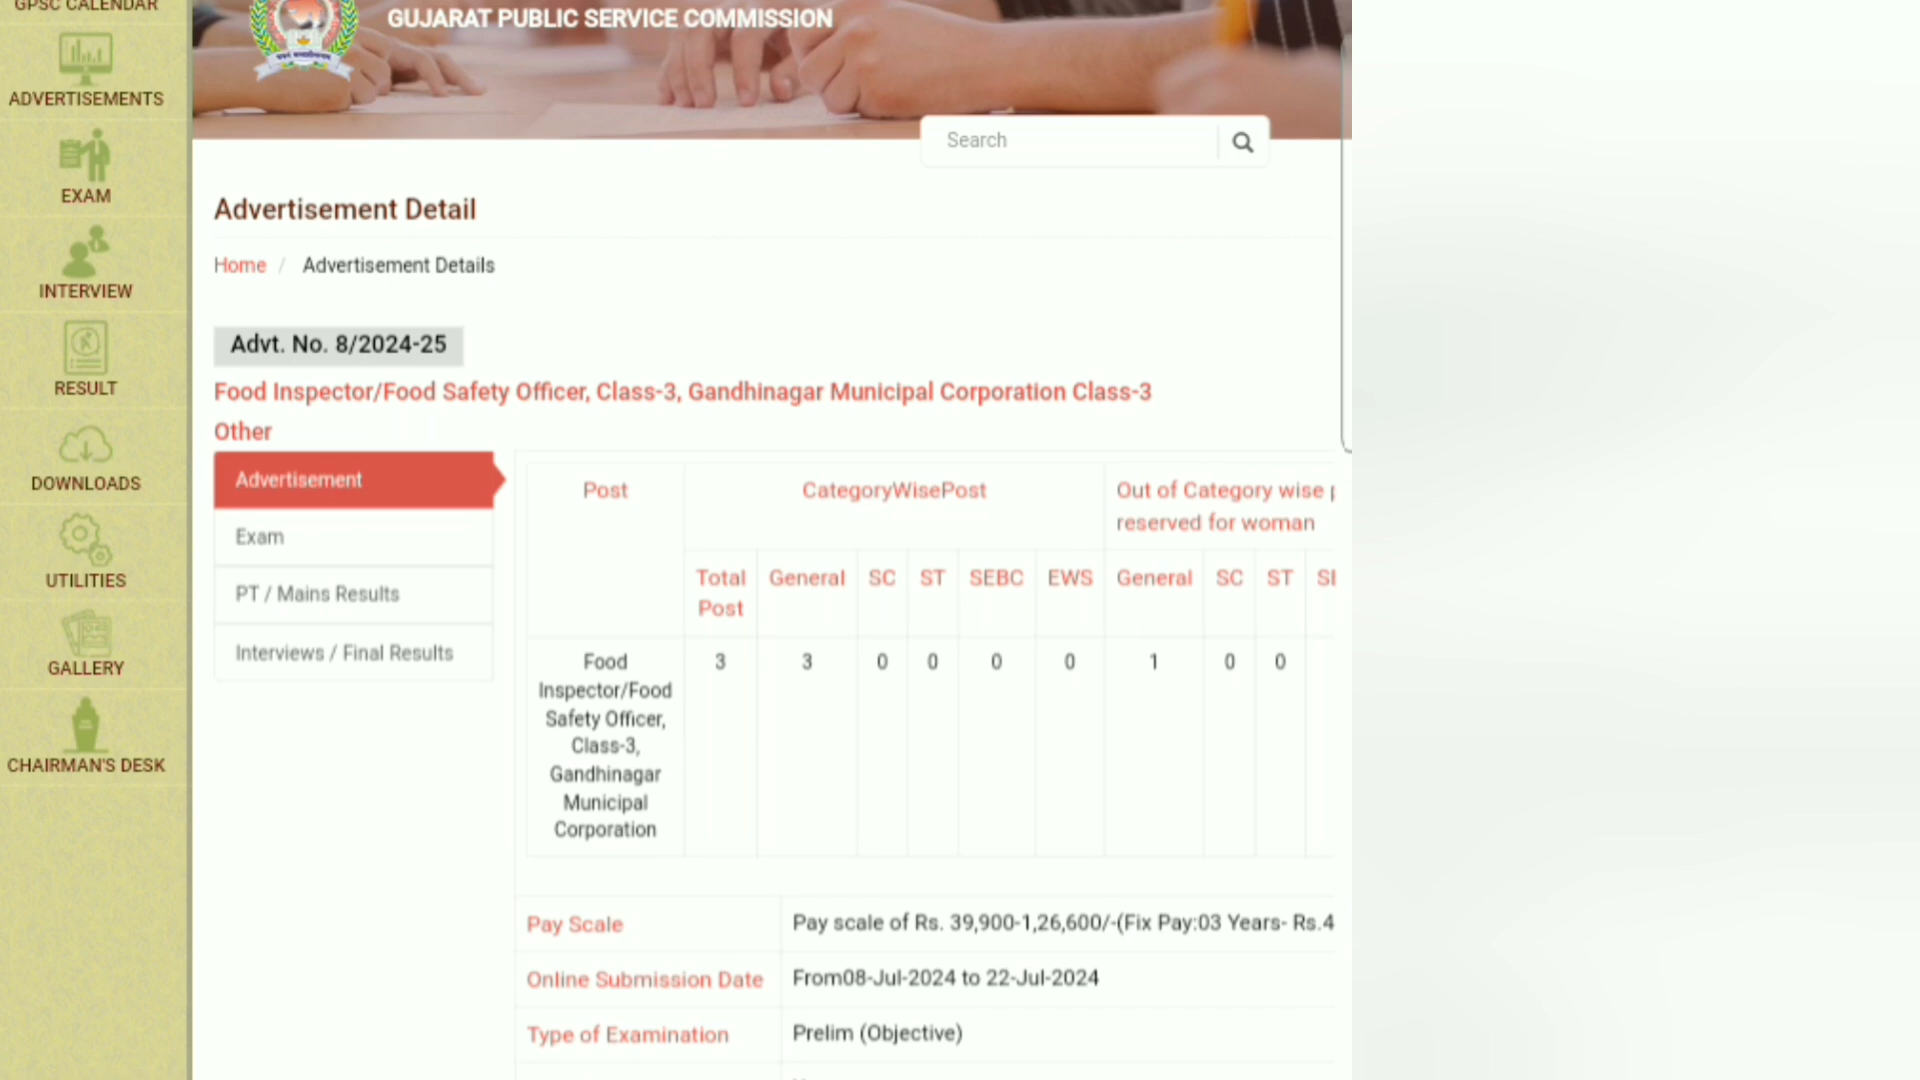 GPSC CALENDAR
ADVERTISEMENTS
EXAM
INTERVIEW
RESULT
DOWNLOADS
UTILITIES
GALLERY
CHAIRMAN'S DESK
GUJARAT PUBLIC SERVICE COMMISSION
Search
Advertisement Detail
Home / Advertisement Details
Advt. No. 8/2024-25
Food Inspector/Food Safety Officer, Class-3, Gandhinagar Municipal Corporation Class-3
Other
Advertisement
Exam
PT / Mains Results
Interviews / Final Results
Post CategoryWisePost Out of Category wise
reserved for woman
Total General SC ST SEBC EWS General SC ST
Post
Food 3 3 0 0 0 0 1 0 0
Inspector/Food
Safety Officer,
Class-3,
Gandhinagar
Municipal
Corporation
Pay Scale Pay scale of Rs. 39,900-1,26,600/-(Fix Pay:03 Years- Rs.4
Online Submission Date From08-Jul-2024 to 22-Jul-2024
Type of Examination Prelim (Objective)